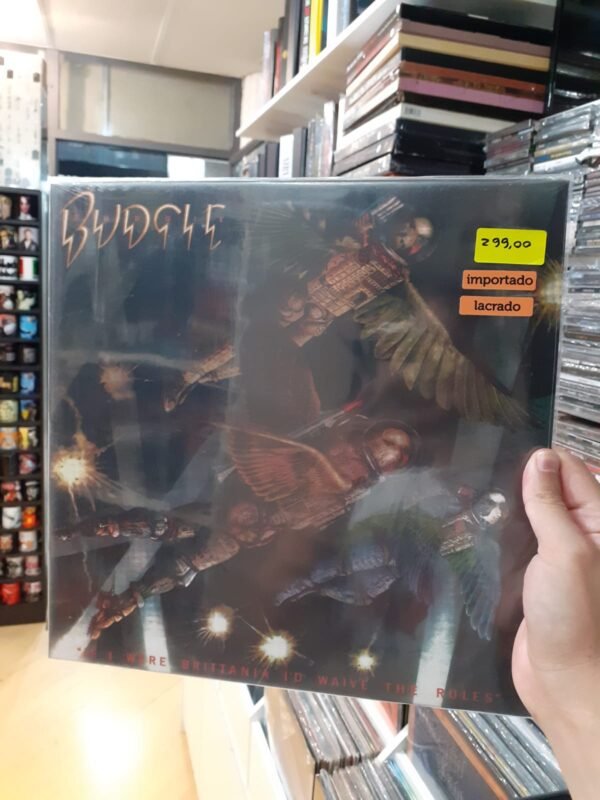 BUDGIE
299,00
importado
lacrado
"IF I WERE BRITTANIA I'D WAIVE THE RULES"